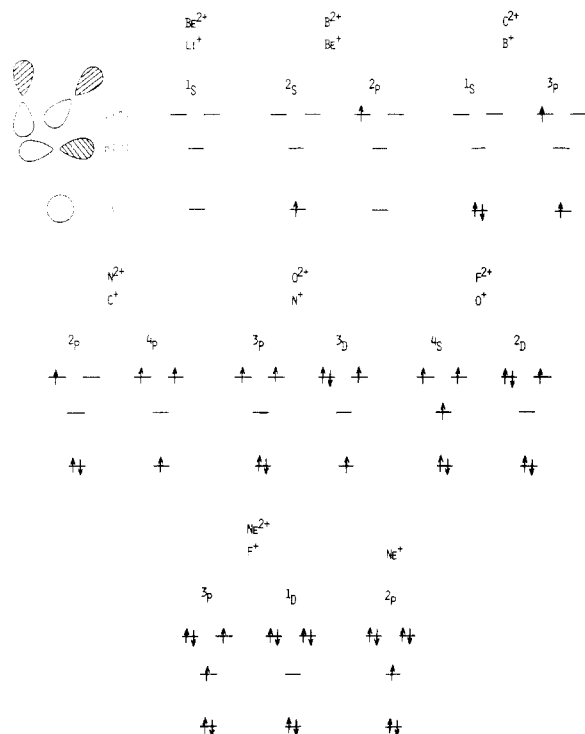 Be²⁺ B²⁺ C²⁺
Li⁺ Be⁺ B⁺
¹S ²S ²P ¹S ³P
N²⁺ O²⁺ F²⁺
C⁺ N⁺ O⁺
²P ⁴P ³P ³D ⁴S ²D
Ne²⁺
F⁺ Ne⁺
³P ¹D ²P